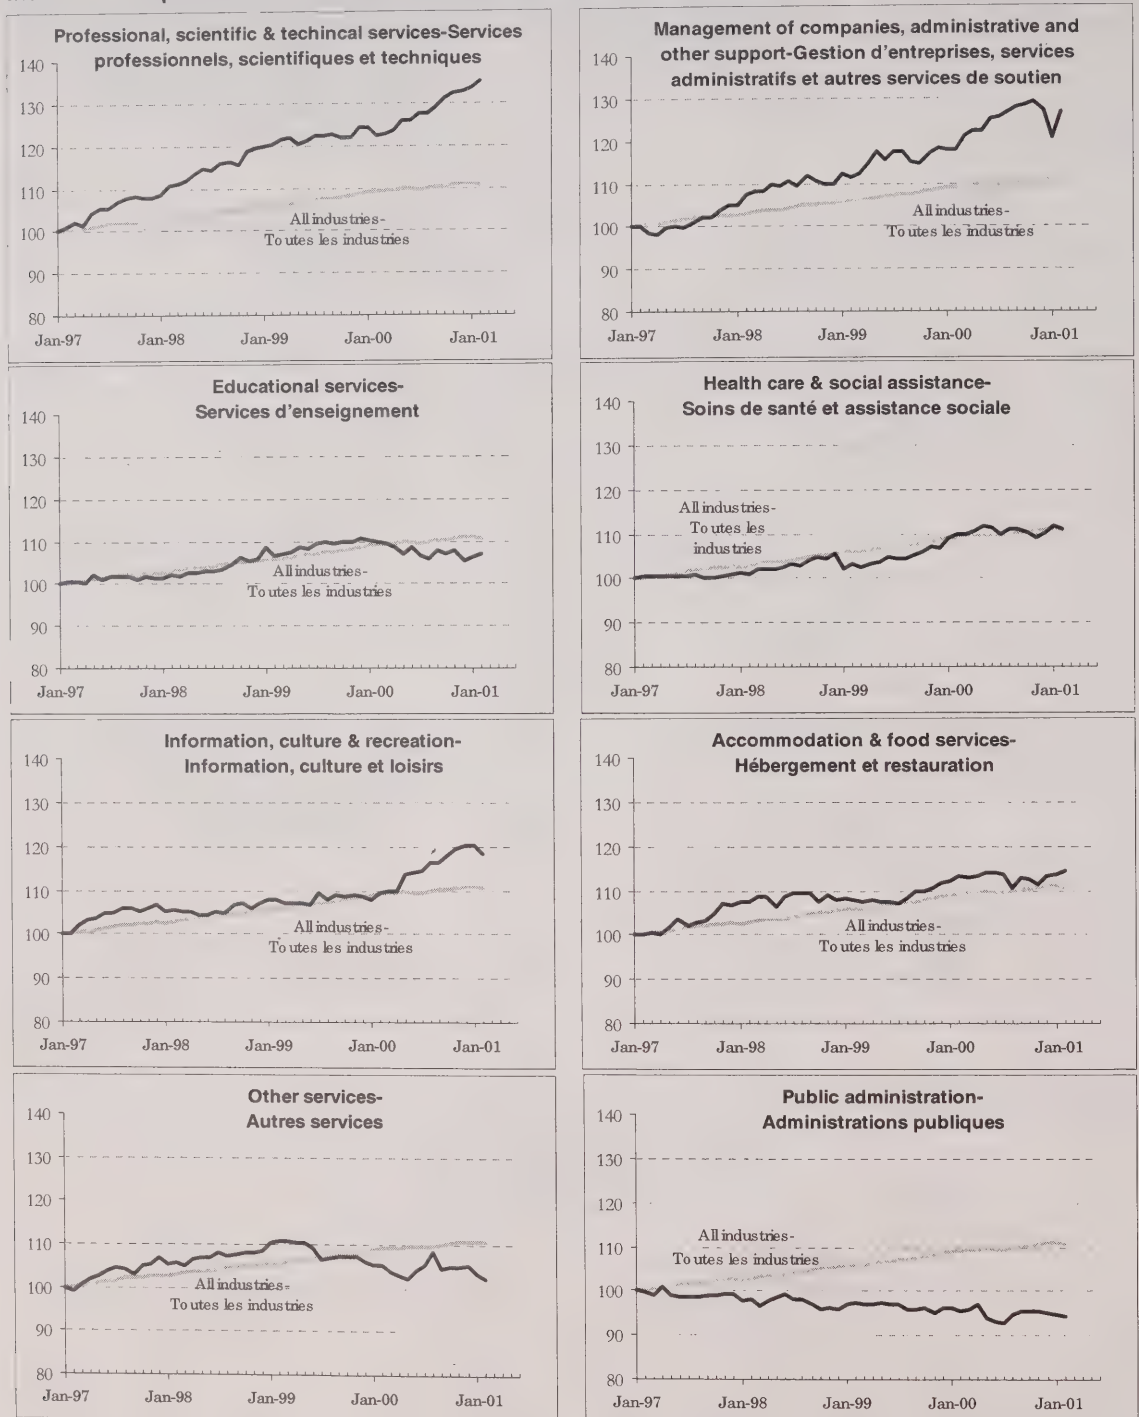 Professional, scientific & techincal services-Services
professionnels, scientifiques et techniques
140
130
120
110
100
90
80
All industries-
Toutes les industries
Jan-97 Jan-98 Jan-99 Jan-00 Jan-01
Management of companies, administrative and
other support-Gestion d'entreprises, services
administratifs et autres services de soutien
140
130
120
110
100
90
80
All industries-
Toutes les industries
Jan-97 Jan-98 Jan-99 Jan-00 Jan-01
Educational services-
Services d'enseignement
140
130
120
110
100
90
80
All industries-
Toutes les industries
Jan-97 Jan-98 Jan-99 Jan-00 Jan-01
Health care & social assistance-
Soins de santé et assistance sociale
140
130
120
110
100
90
80
All industries-
Toutes les
industries
Jan-97 Jan-98 Jan-99 Jan-00 Jan-01
Information, culture & recreation-
Information, culture et loisirs
140
130
120
110
100
90
80
All industries-
Toutes les industries
Jan-97 Jan-98 Jan-99 Jan-00 Jan-01
Accommodation & food services-
Hébergement et restauration
140
130
120
110
100
90
80
All industries-
Toutes les industries
Jan-97 Jan-98 Jan-99 Jan-00 Jan-01
Other services-
Autres services
140
130
120
110
100
90
80
All industries-
Toutes les industries
Jan-97 Jan-98 Jan-99 Jan-00 Jan-01
Public administration-
Administrations publiques
140
130
120
110
100
90
80
All industries-
Toutes les industries
Jan-97 Jan-98 Jan-99 Jan-00 Jan-01